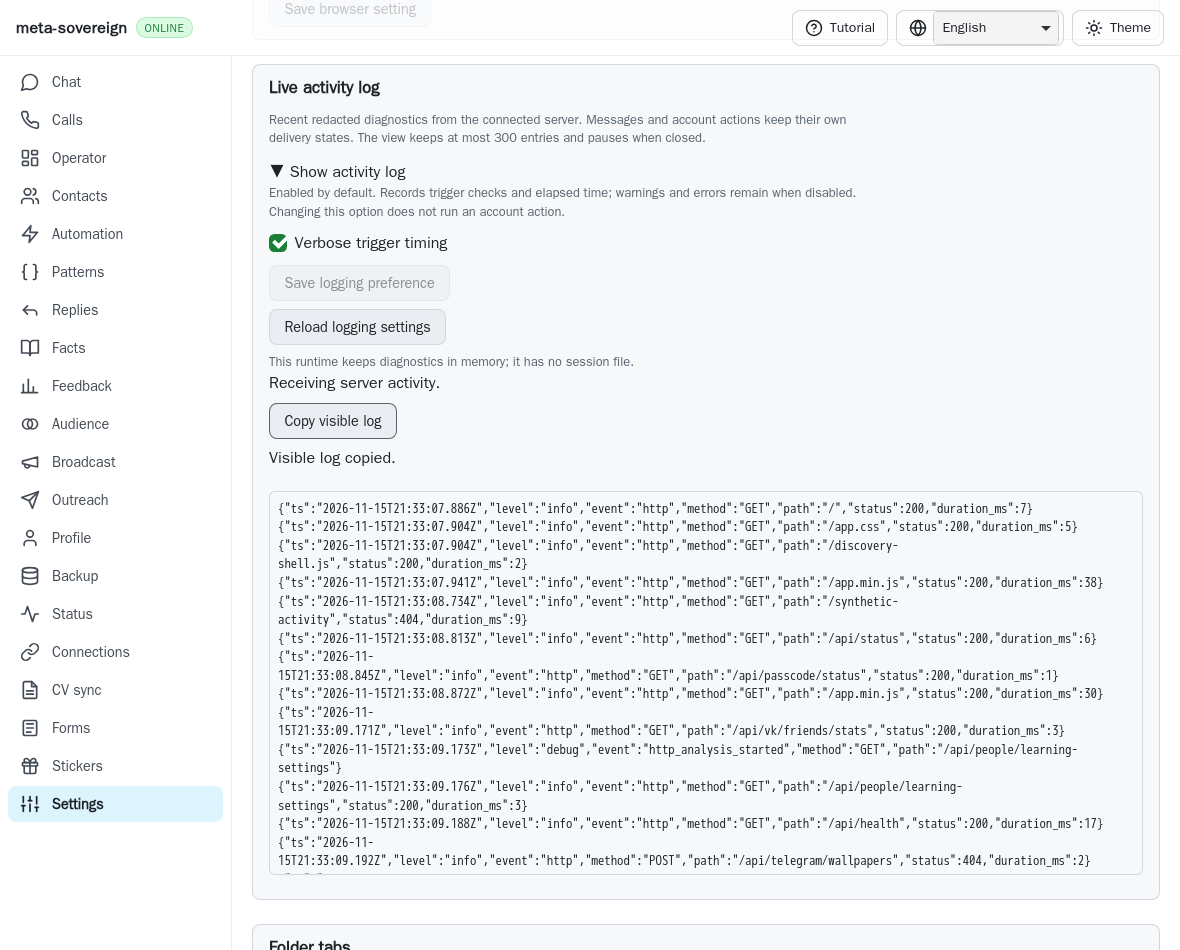 Save browser setting
meta-sovereign ONLINE
Tutorial
English
Theme
Chat
Calls
Operator
Contacts
Automation
Patterns
Replies
Facts
Feedback
Audience
Broadcast
Outreach
Profile
Backup
Status
Connections
CV sync
Forms
Stickers
Settings
Live activity log
Recent redacted diagnostics from the connected server. Messages and account actions keep their own
delivery states. The view keeps at most 300 entries and pauses when closed.
Show activity log
Enabled by default. Records trigger checks and elapsed time; warnings and errors remain when disabled.
Changing this option does not run an account action.
Verbose trigger timing
Save logging preference
Reload logging settings
This runtime keeps diagnostics in memory; it has no session file.
Receiving server activity.
Copy visible log
Visible log copied.
{"ts":"2026-11-15T21:33:07.886Z","level":"info","event":"http","method":"GET","path":"/","status":200,"duration_ms":7}
{"ts":"2026-11-15T21:33:07.904Z","level":"info","event":"http","method":"GET","path":"/app.css","status":200,"duration_ms":5}
{"ts":"2026-11-15T21:33:07.904Z","level":"info","event":"http","method":"GET","path":"/discovery-
shell.js","status":200,"duration_ms":2}
{"ts":"2026-11-15T21:33:07.941Z","level":"info","event":"http","method":"GET","path":"/app.min.js","status":200,"duration_ms":38}
{"ts":"2026-11-15T21:33:08.734Z","level":"info","event":"http","method":"GET","path":"/synthetic-
activity","status":404,"duration_ms":9}
{"ts":"2026-11-15T21:33:08.813Z","level":"info","event":"http","method":"GET","path":"/api/status","status":200,"duration_ms":6}
{"ts":"2026-11-
15T21:33:08.845Z","level":"info","event":"http","method":"GET","path":"/api/passcode/status","status":200,"duration_ms":1}
{"ts":"2026-11-15T21:33:08.872Z","level":"info","event":"http","method":"GET","path":"/app.min.js","status":200,"duration_ms":30}
{"ts":"2026-11-
15T21:33:09.171Z","level":"info","event":"http","method":"GET","path":"/api/vk/friends/stats","status":200,"duration_ms":3}
{"ts":"2026-11-15T21:33:09.173Z","level":"debug","event":"http_analysis_started","method":"GET","path":"/api/people/learning-
settings"}
{"ts":"2026-11-15T21:33:09.176Z","level":"info","event":"http","method":"GET","path":"/api/people/learning-
settings","status":200,"duration_ms":3}
{"ts":"2026-11-15T21:33:09.188Z","level":"info","event":"http","method":"GET","path":"/api/health","status":200,"duration_ms":17}
{"ts":"2026-11-
15T21:33:09.192Z","level":"info","event":"http","method":"POST","path":"/api/telegram/wallpapers","status":404,"duration_ms":2}
Folder tabs